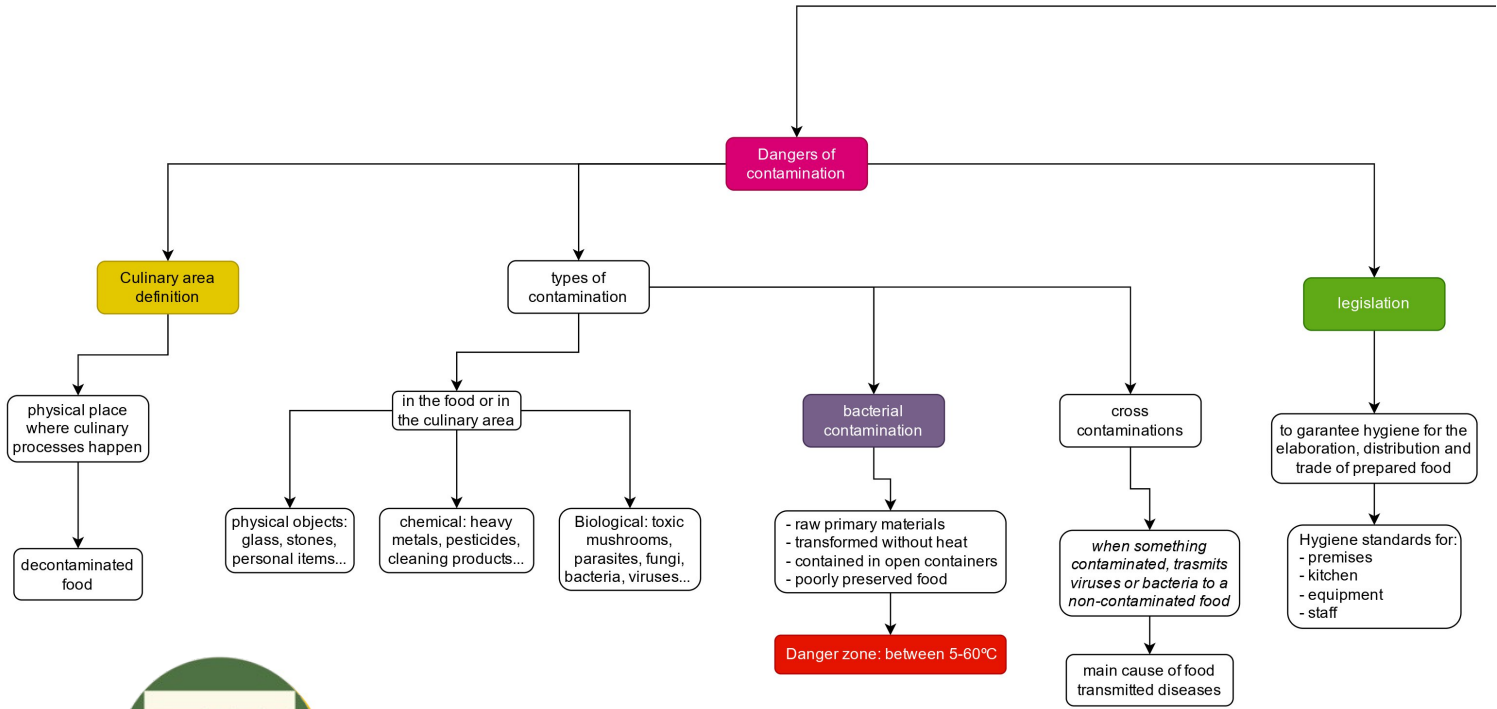 Dangers of
contamination
Culinary area
definition
types of
contamination
legislation
physical place
where culinary
processes happen
in the food or in
the culinary area
bacterial
contamination
cross
contaminations
to garantee hygiene for the
elaboration, distribution and
trade of prepared food
decontaminated
food
physical objects:
glass, stones,
personal items...
chemical: heavy
metals, pesticides,
cleaning products...
Biological: toxic
mushrooms,
parasites, fungi,
bacteria, viruses...
- raw primary materials
- transformed without heat
- contained in open containers
- poorly preserved food
when something
contaminated, trasmits
viruses or bacteria to a
non-contaminated food
Hygiene standards for:
- premises
- kitchen
- equipment
- staff
Danger zone: between 5-60ºC
main cause of food
transmitted diseases